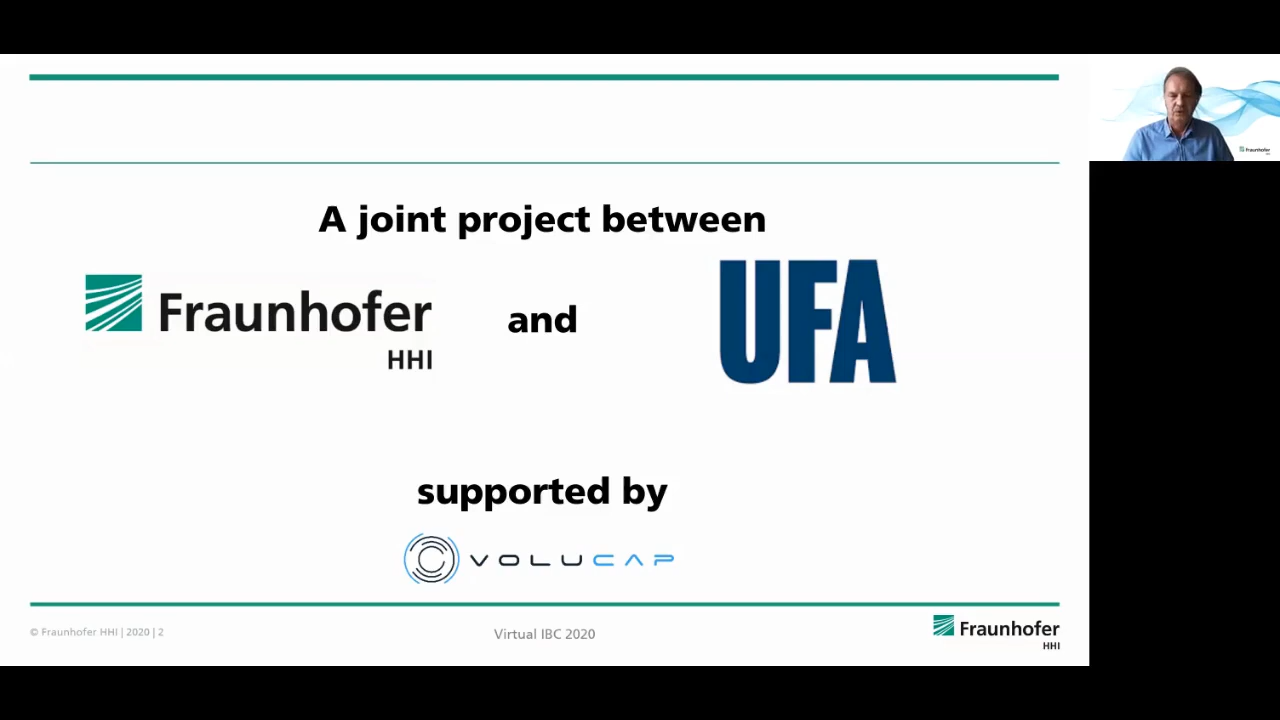 A joint project between
Fraunhofer
HHI
and
UFA
supported by
VOLUCAP
© Fraunhofer HHI | 2020 | 2
Virtual IBC 2020
Fraunhofer
HHI
Fraunhofer